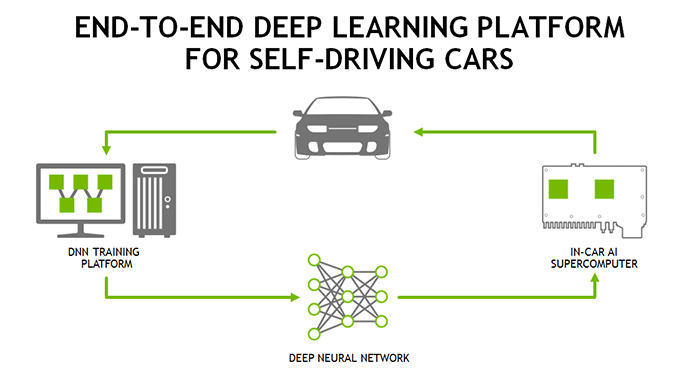 END-TO-END DEEP LEARNING PLATFORM
FOR SELF-DRIVING CARS
DNN TRAINING
PLATFORM
IN-CAR AI
SUPERCOMPUTER
DEEP NEURAL NETWORK